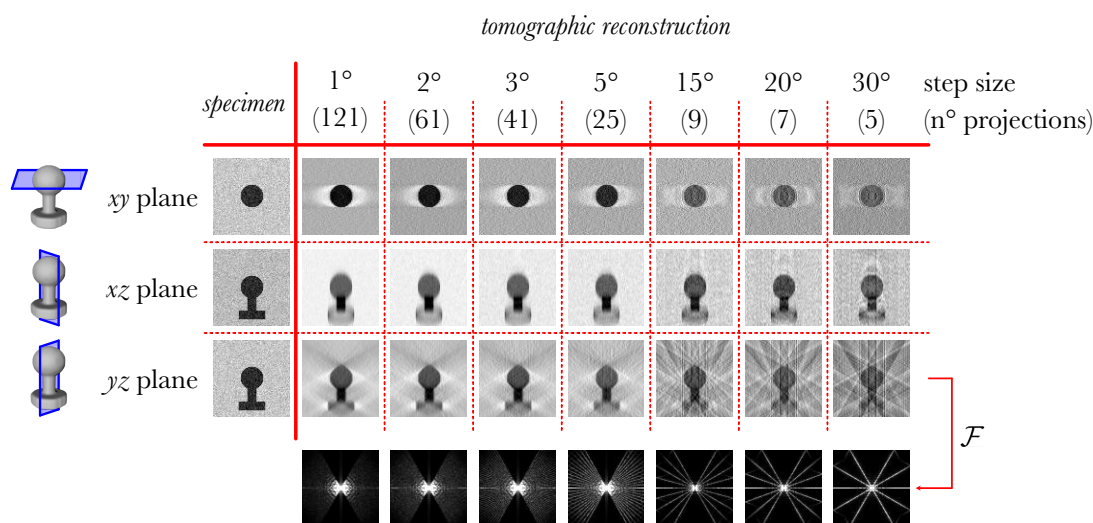 tomographic reconstruction
specimen
1° 2° 3° 5° 15° 20° 30° step size
(121) (61) (41) (25) (9) (7) (5) (n° projections)
xy plane
xz plane
yz plane
ℱ